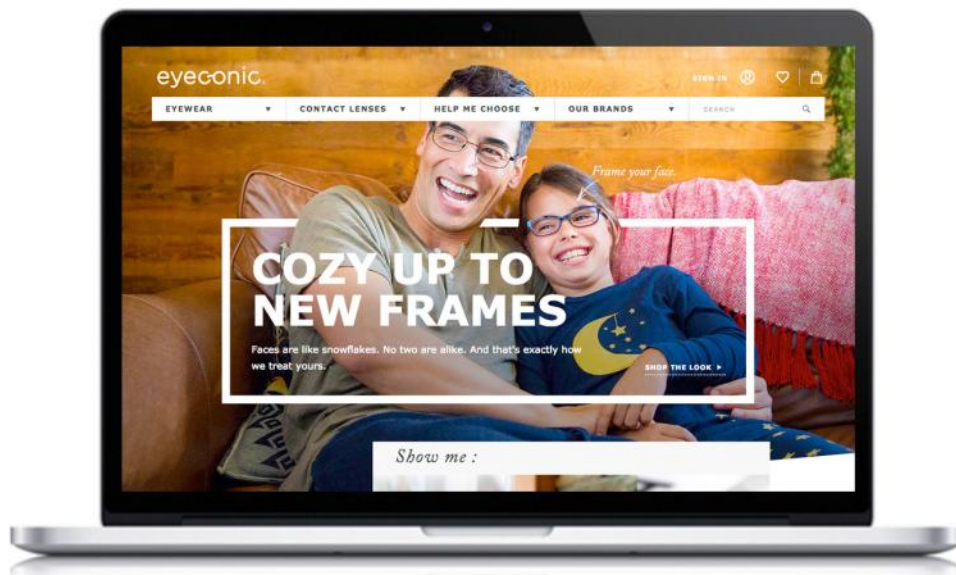 eyeconic.
SIGN IN
EYEWEAR
CONTACT LENSES
HELP ME CHOOSE
OUR BRANDS
SEARCH
Frame your face.
COZY UP TO
NEW FRAMES
Faces are like snowflakes. No two are alike. And that's exactly how
we treat yours.
SHOP THE LOOK
Show me :